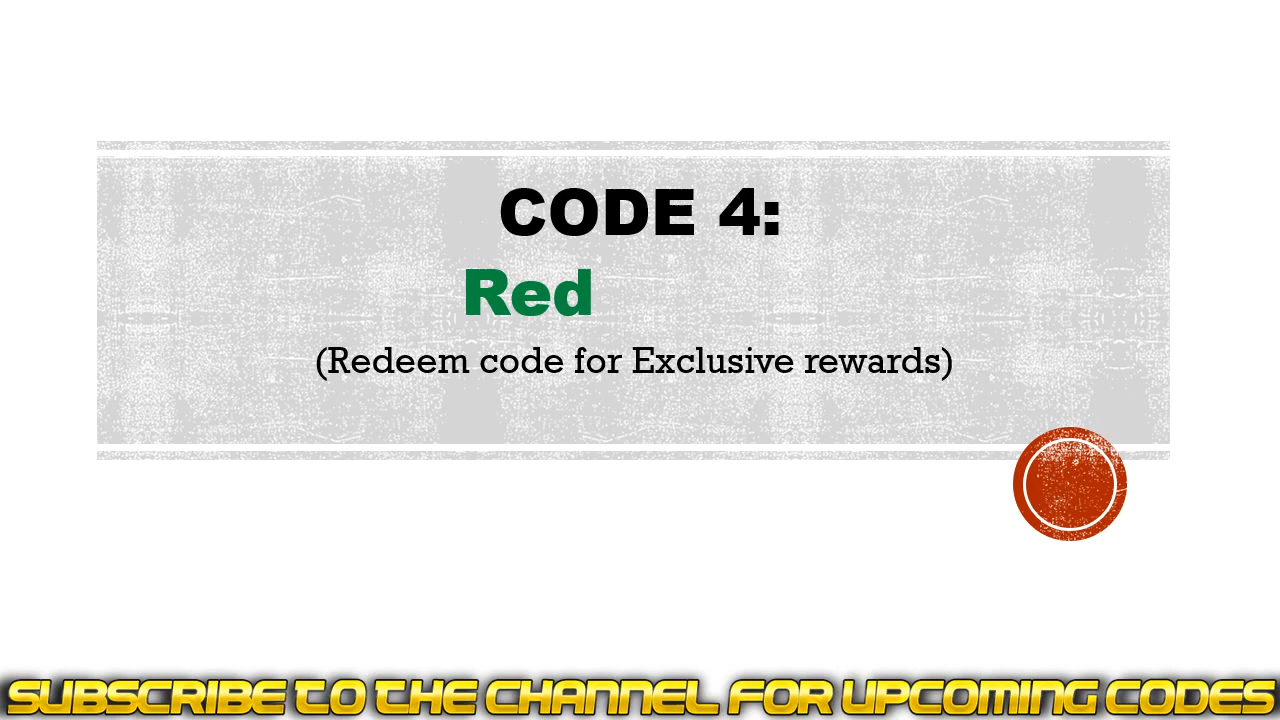 CODE 4:
Red
(Redeem code for Exclusive rewards)
SUBSCRIBE TO THE CHANNEL FOR UPCOMING CODES